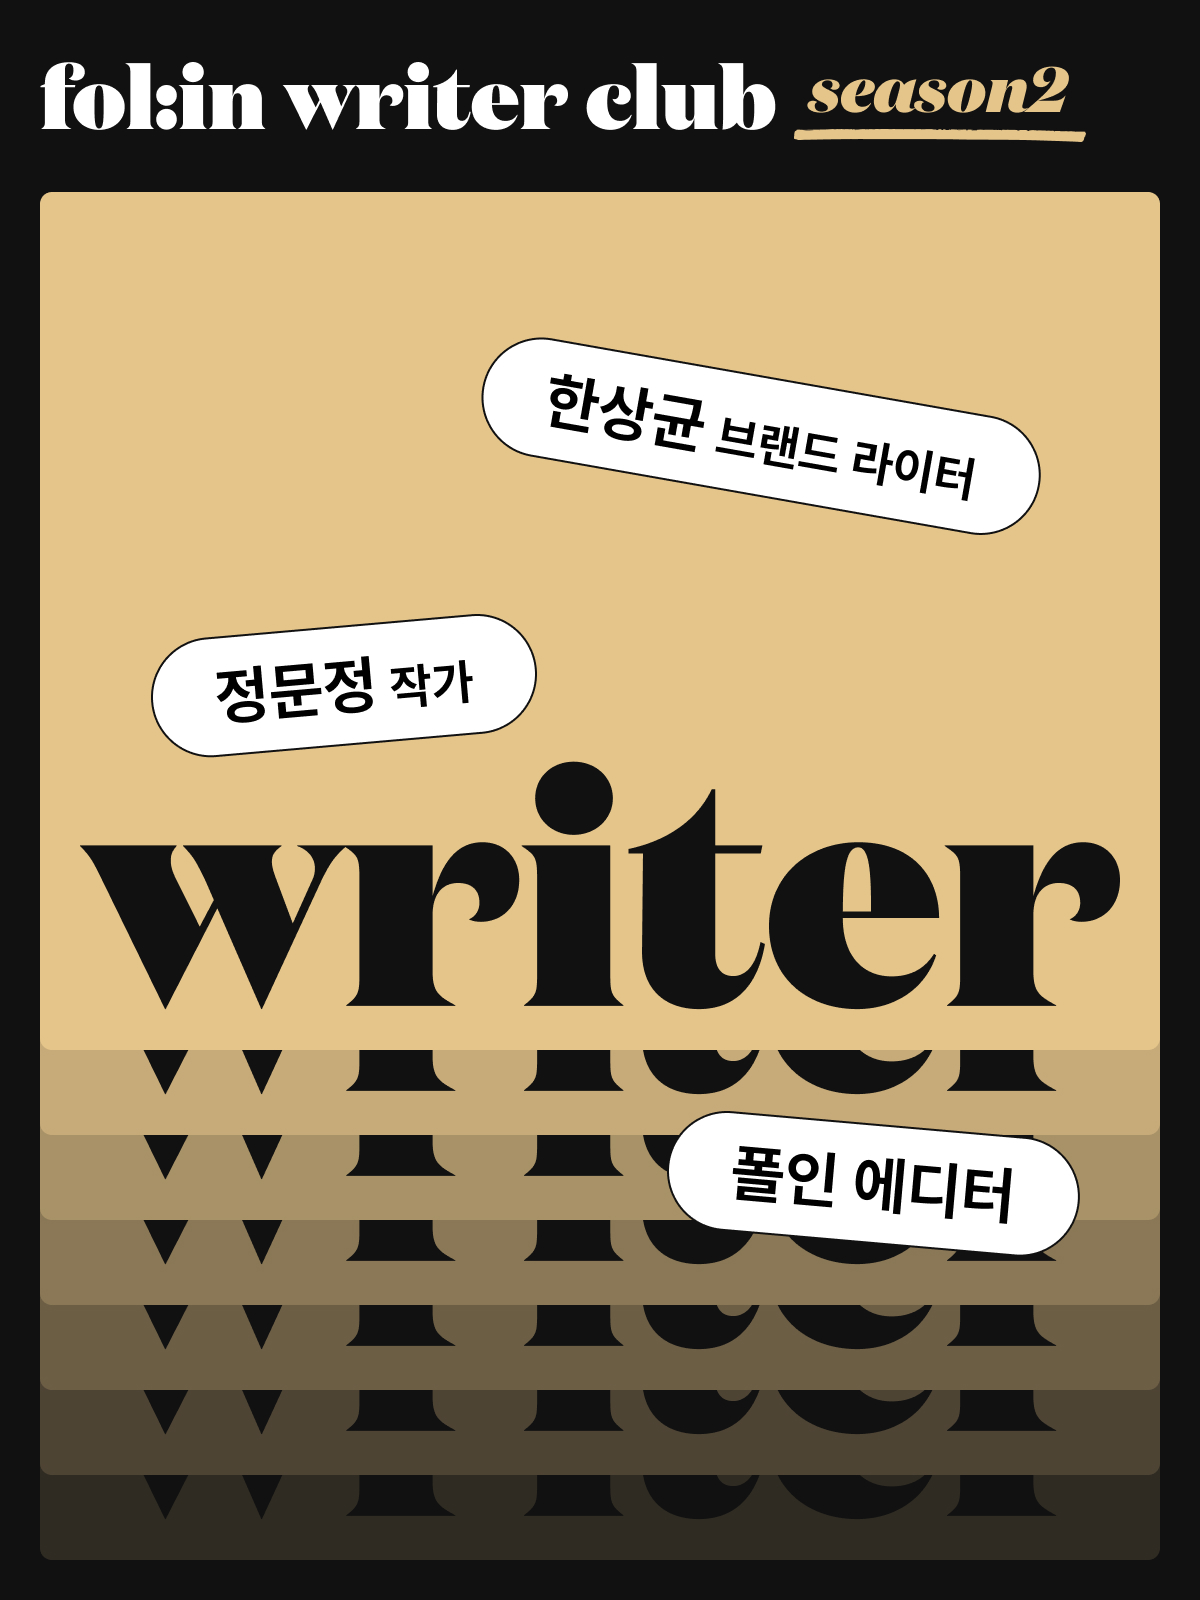 fol:in writer club season2
한상균 브랜드 라이터
정문정 작가
writer
폴인 에디터